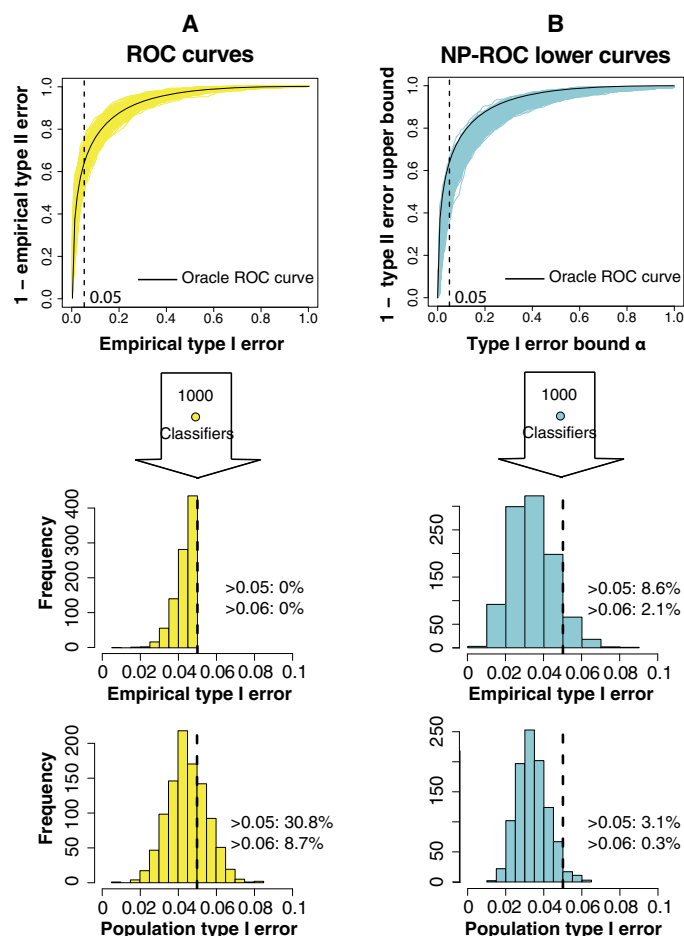 A
ROC curves
1 − empirical type II error
0.0 0.2 0.4 0.6 0.8 1.0
Oracle ROC curve
0.05
0.0 0.2 0.4 0.6 0.8 1.0
Empirical type I error
1000
Classifiers
Frequency
0 100 200 300 400
>0.05: 0%
>0.06: 0%
0 0.02 0.04 0.06 0.08 0.1
Empirical type I error
Frequency
0 50 100 150 200
>0.05: 30.8%
>0.06: 8.7%
0 0.02 0.04 0.06 0.08 0.1
Population type I error
B
NP-ROC lower curves
1 − type II error upper bound
0.0 0.2 0.4 0.6 0.8 1.0
Oracle ROC curve
0.05
0.0 0.2 0.4 0.6 0.8 1.0
Type I error bound α
1000
Classifiers
0 50 150 250
>0.05: 8.6%
>0.06: 2.1%
0 0.02 0.04 0.06 0.08 0.1
Empirical type I error
0 50 150 250
>0.05: 3.1%
>0.06: 0.3%
0 0.02 0.04 0.06 0.08 0.1
Population type I error